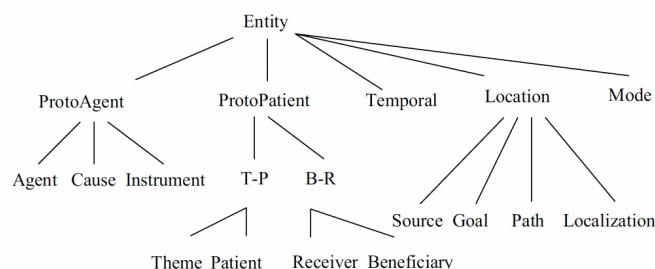 Entity
ProtoAgent ProtoPatient Temporal Location Mode
Agent Cause Instrument T-P B-R
Source Goal Path Localization
Theme Patient Receiver Beneficiary